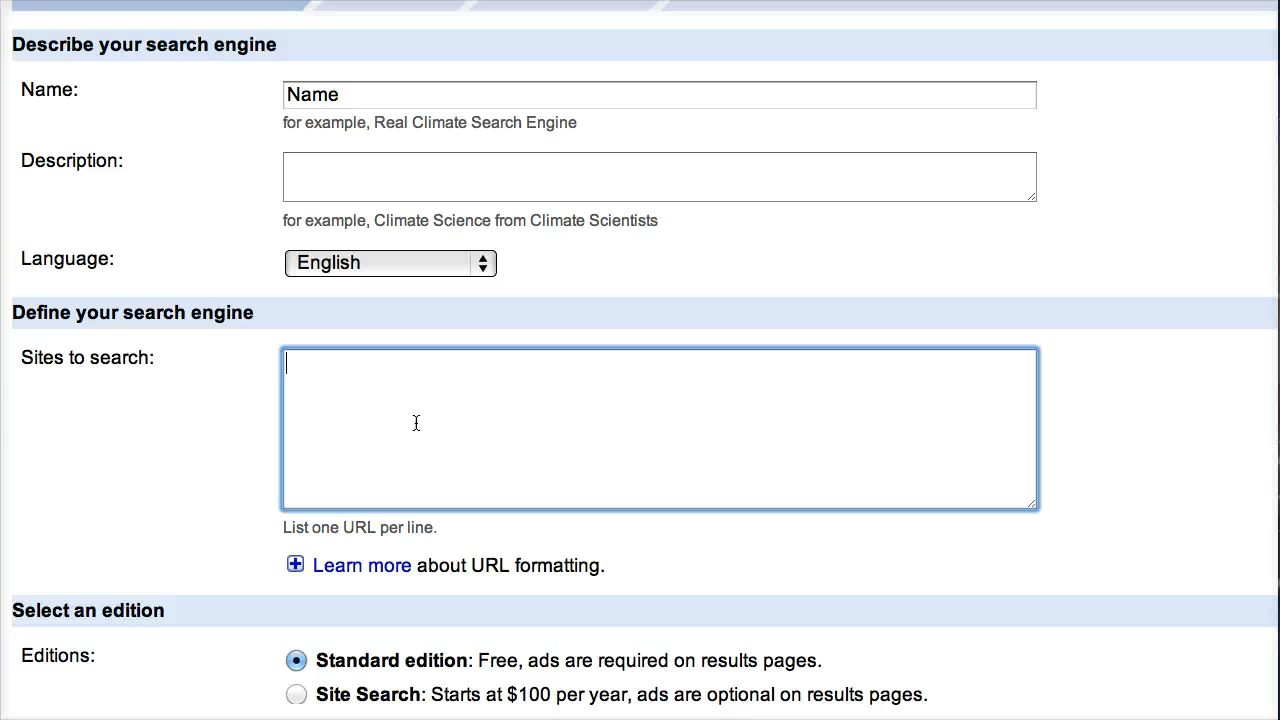 Describe your search engine
Name:
Name
for example, Real Climate Search Engine
Description:
for example, Climate Science from Climate Scientists
Language:
English
Define your search engine
Sites to search:
List one URL per line.
Learn more about URL formatting.
Select an edition
Editions:
Standard edition: Free, ads are required on results pages.
Site Search: Starts at $100 per year, ads are optional on results pages.